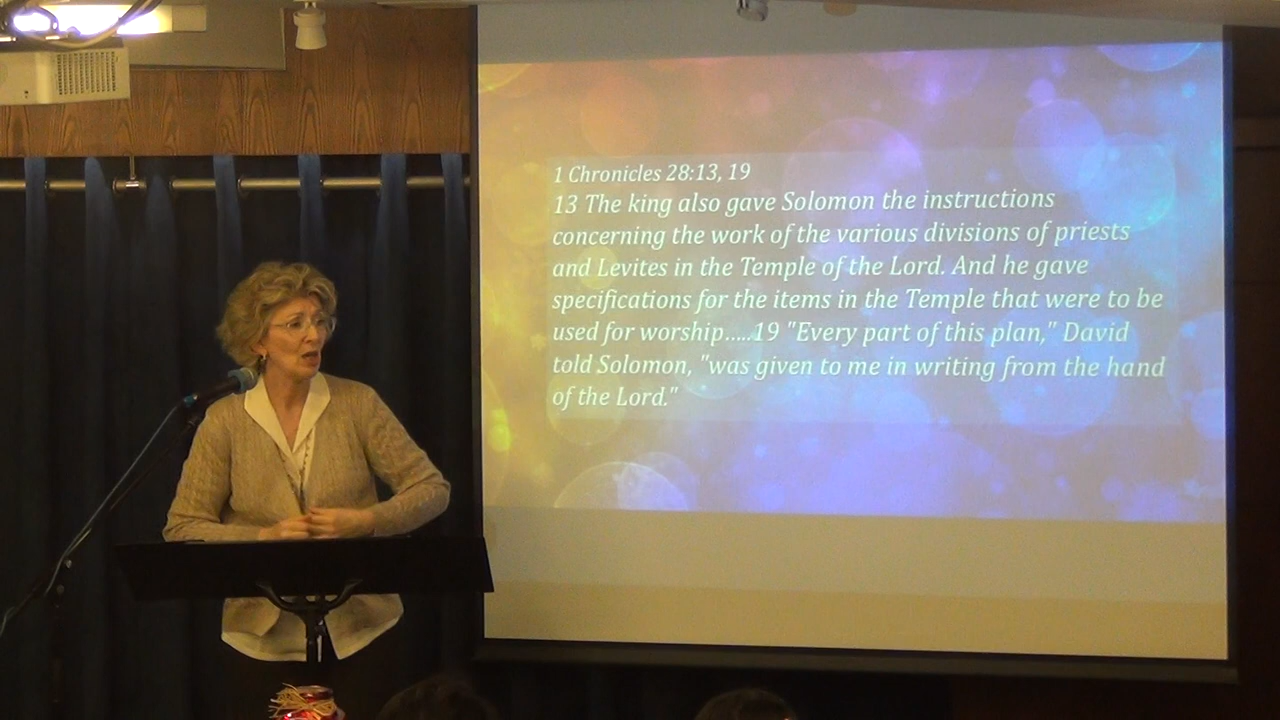 1 Chronicles 28:13, 19
13 The king also gave Solomon the instructions
concerning the work of the various divisions of priests
and Levites in the Temple of the Lord. And he gave
specifications for the items in the Temple that were to be
used for worship.....19 "Every part of this plan," David
told Solomon, "was given to me in writing from the hand
of the Lord."